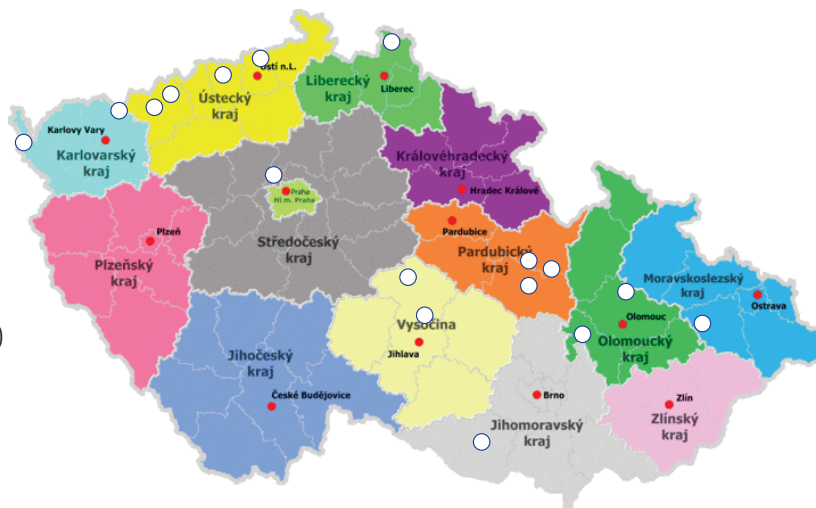 Ústí n.L.
Ústecký
kraj
Liberecký
kraj
Liberec
Karlovy Vary
Karlovarský
kraj
Královéhradecký
kraj
Hradec Králové
Praha
Hl.m. Praha
Středočeský
kraj
Plzeň
Plzeňský
kraj
Pardubice
Pardubický
kraj
Moravskoslezský
kraj
Ostrava
Olomouc
Olomoucký
kraj
Vysočina
Jihlava
)
Jihočeský
kraj
České Budějovice
Brno
Jihomoravský
kraj
Zlín
Zlínský
kraj